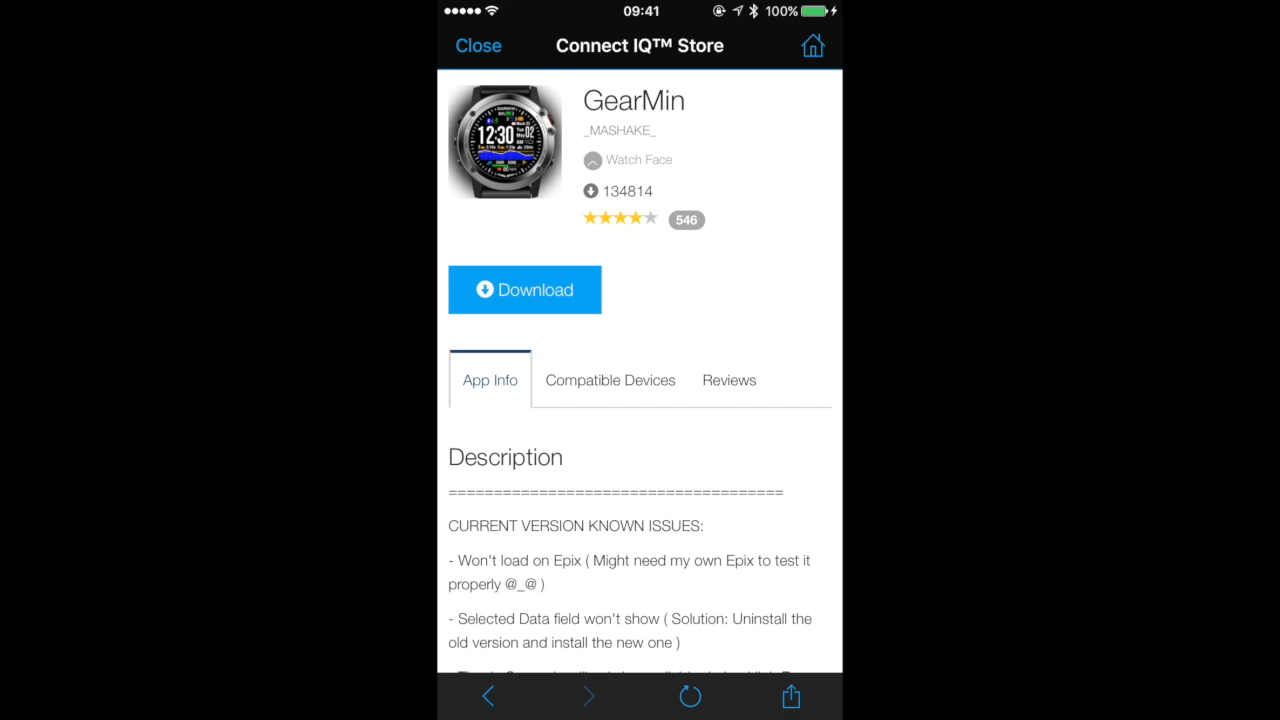 09:41
100%
Close
Connect IQ™ Store
GearMin
_MASHAKE_
Watch Face
134814
546
Download
App Info
Compatible Devices
Reviews
Description
=====================================
CURRENT VERSION KNOWN ISSUES:
- Won't load on Epix ( Might need my own Epix to test it
properly @_@ )
- Selected Data field won't show ( Solution: Uninstall the
old version and install the new one )
12:30